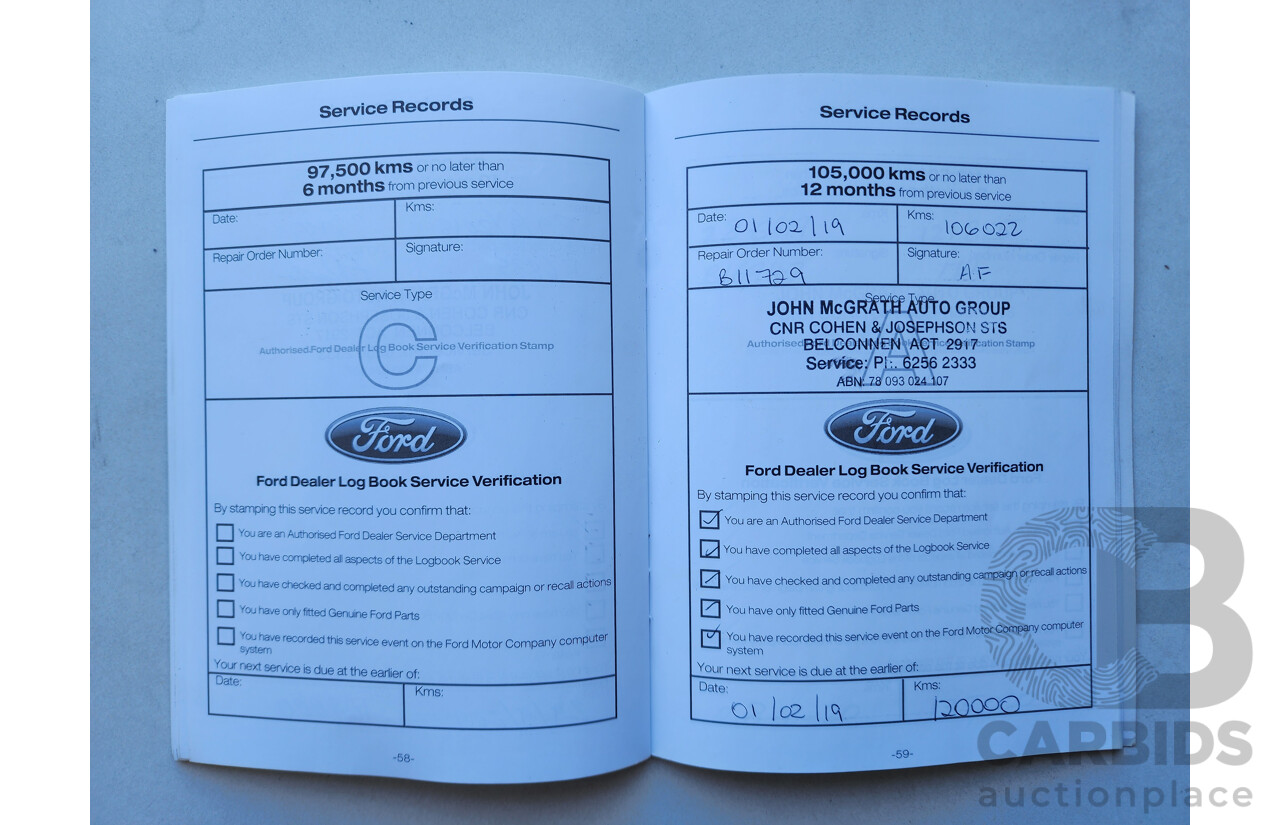 Service Records
97,500 kms or no later than
6 months from previous service
Date:
Kms:
Repair Order Number:
Signature:
Service Type
C
Authorised Ford Dealer Log Book Service Verification Stamp
Ford
Ford Dealer Log Book Service Verification
By stamping this service record you confirm that:
You are an Authorised Ford Dealer Service Department
You have completed all aspects of the Logbook Service
You have checked and completed any outstanding campaign or recall actions
You have only fitted Genuine Ford Parts
You have recorded this service event on the Ford Motor Company computer
system
Your next service is due at the earlier of:
Date:
Kms:
-58-
Service Records
105,000 kms or no later than
12 months from previous service
Date: 01/02/19
Kms: 106022
Repair Order Number:
B11729
Signature:
AF
Service Type
A
JOHN McGRATH AUTO GROUP
CNR COHEN & JOSEPHSON STS
BELCONNEN ACT 2917
Service: PH: 6256 2333
ABN: 78 093 024 107
Ford
Ford Dealer Log Book Service Verification
By stamping this service record you confirm that:
You are an Authorised Ford Dealer Service Department
You have completed all aspects of the Logbook Service
You have checked and completed any outstanding campaign or recall actions
You have only fitted Genuine Ford Parts
You have recorded this service event on the Ford Motor Company computer
system
Your next service is due at the earlier of:
Date:
01/02/19
Kms:
120000
-59-
CB
CARBIDS
auctionplace